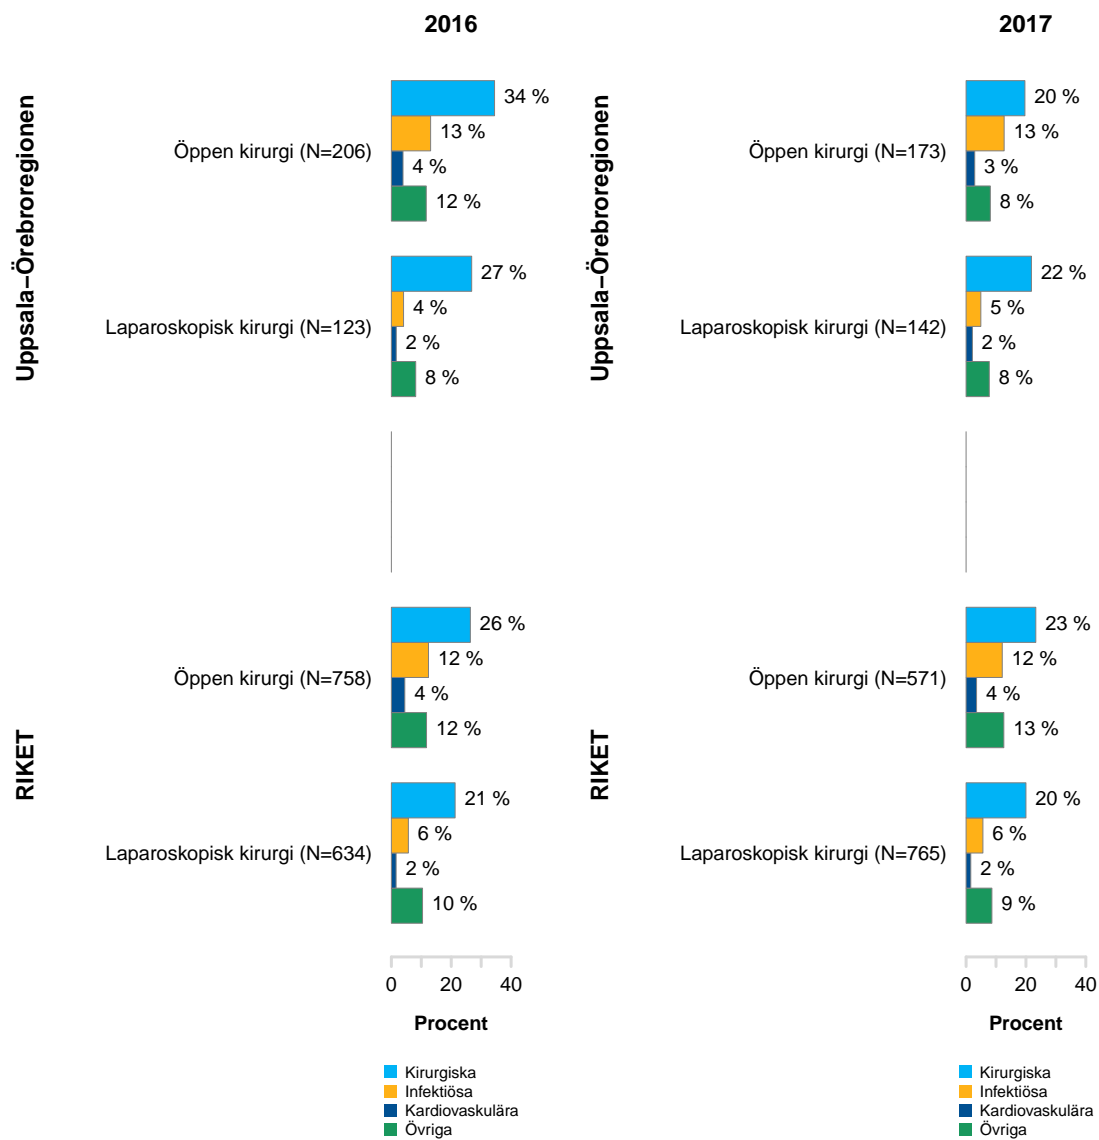 2016
Uppsala−Örebroregionen
Öppen kirurgi (N=206)
34 %
13 %
4 %
12 %
Laparoskopisk kirurgi (N=123)
27 %
4 %
2 %
8 %
RIKET
Öppen kirurgi (N=758)
26 %
12 %
4 %
12 %
Laparoskopisk kirurgi (N=634)
21 %
6 %
2 %
10 %
0 20 40
Procent
Kirurgiska
Infektiösa
Kardiovaskulära
Övriga
2017
Uppsala−Örebroregionen
Öppen kirurgi (N=173)
20 %
13 %
3 %
8 %
Laparoskopisk kirurgi (N=142)
22 %
5 %
2 %
8 %
RIKET
Öppen kirurgi (N=571)
23 %
12 %
4 %
13 %
Laparoskopisk kirurgi (N=765)
20 %
6 %
2 %
9 %
0 20 40
Procent
Kirurgiska
Infektiösa
Kardiovaskulära
Övriga